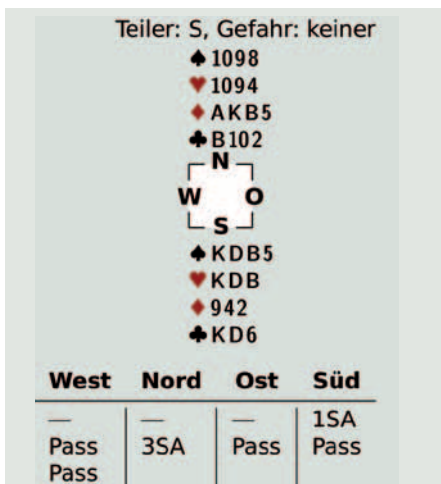 Teiler: S, Gefahr: keiner
♠ 1098
♥ 1094
♦ AKB5
♣ B102
N
W O
S
♠ KDB5
♥ KDB
♦ 942
♣ KD6
West Nord Ost Süd
— — — 1SA
Pass 3SA Pass Pass
Pass